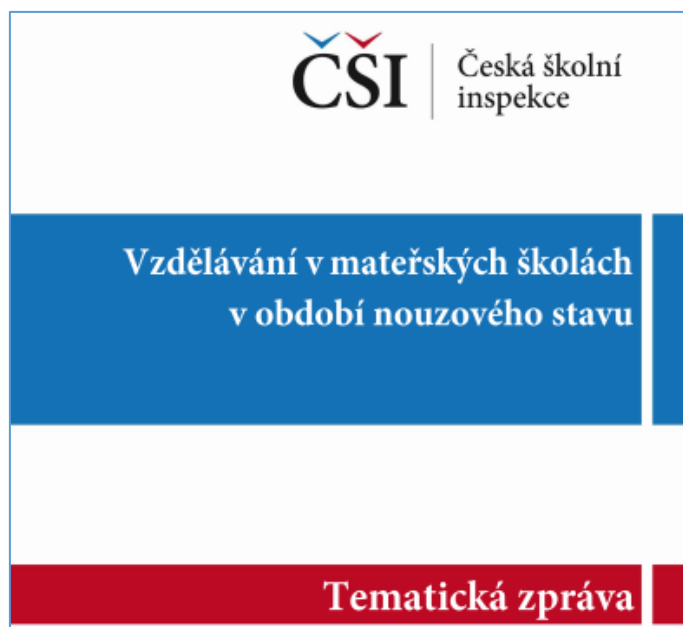 ČŠI
Česká školní
inspekce
Vzdělávání v mateřských školách
v období nouzového stavu
Tematická zpráva